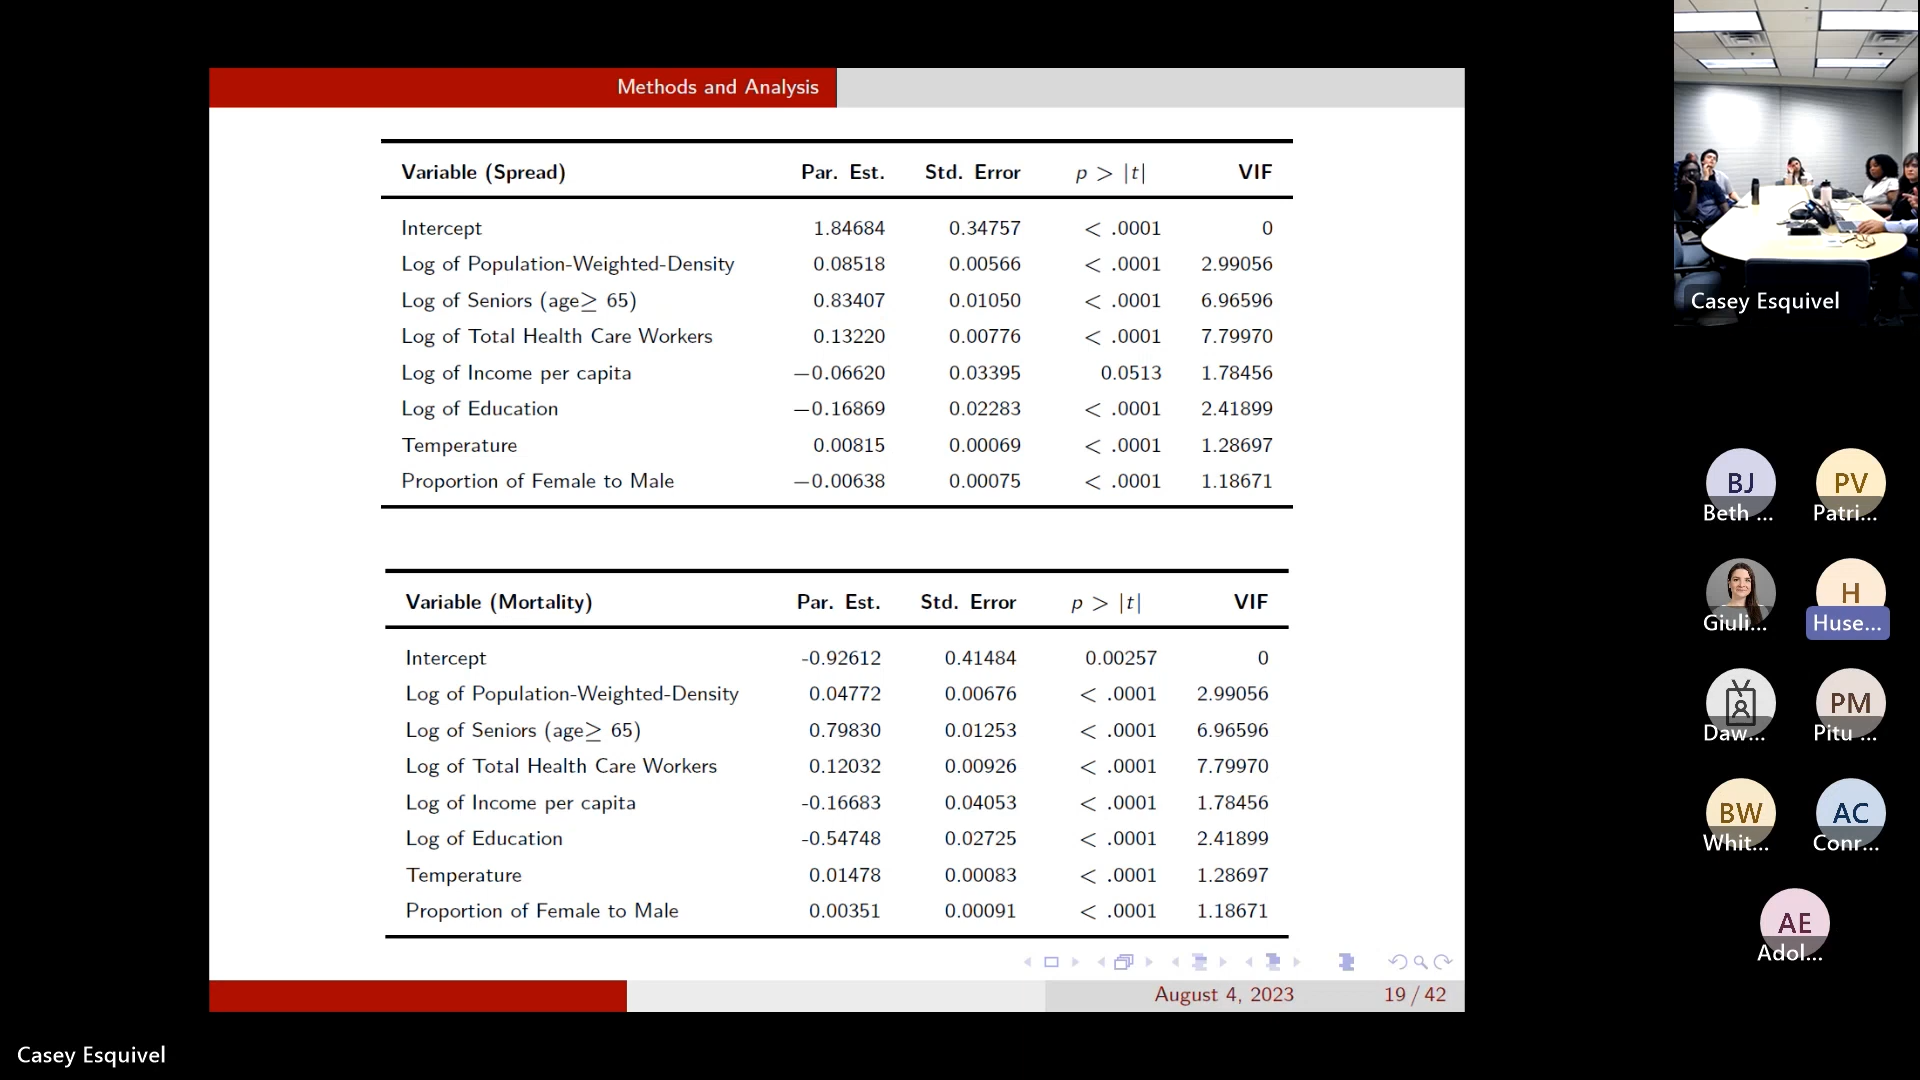 Methods and Analysis
Variable (Spread) Par. Est. Std. Error p > |t| VIF
Intercept 1.84684 0.34757 < .0001 0
Log of Population-Weighted-Density 0.08518 0.00566 < .0001 2.99056
Log of Seniors (age≥ 65) 0.83407 0.01050 < .0001 6.96596
Log of Total Health Care Workers 0.13220 0.00776 < .0001 7.79970
Log of Income per capita −0.06620 0.03395 0.0513 1.78456
Log of Education −0.16869 0.02283 < .0001 2.41899
Temperature 0.00815 0.00069 < .0001 1.28697
Proportion of Female to Male −0.00638 0.00075 < .0001 1.18671
Variable (Mortality) Par. Est. Std. Error p > |t| VIF
Intercept -0.92612 0.41484 0.00257 0
Log of Population-Weighted-Density 0.04772 0.00676 < .0001 2.99056
Log of Seniors (age≥ 65) 0.79830 0.01253 < .0001 6.96596
Log of Total Health Care Workers 0.12032 0.00926 < .0001 7.79970
Log of Income per capita -0.16683 0.04053 < .0001 1.78456
Log of Education -0.54748 0.02725 < .0001 2.41899
Temperature 0.01478 0.00083 < .0001 1.28697
Proportion of Female to Male 0.00351 0.00091 < .0001 1.18671
August 4, 2023 19 / 42
Casey Esquivel
Casey Esquivel
BJ PV
Beth ... Patri...
H
Giuli... Huse...
PM
Daw... Pitu ...
BW AC
Whit... Conr...
AE
Adol...